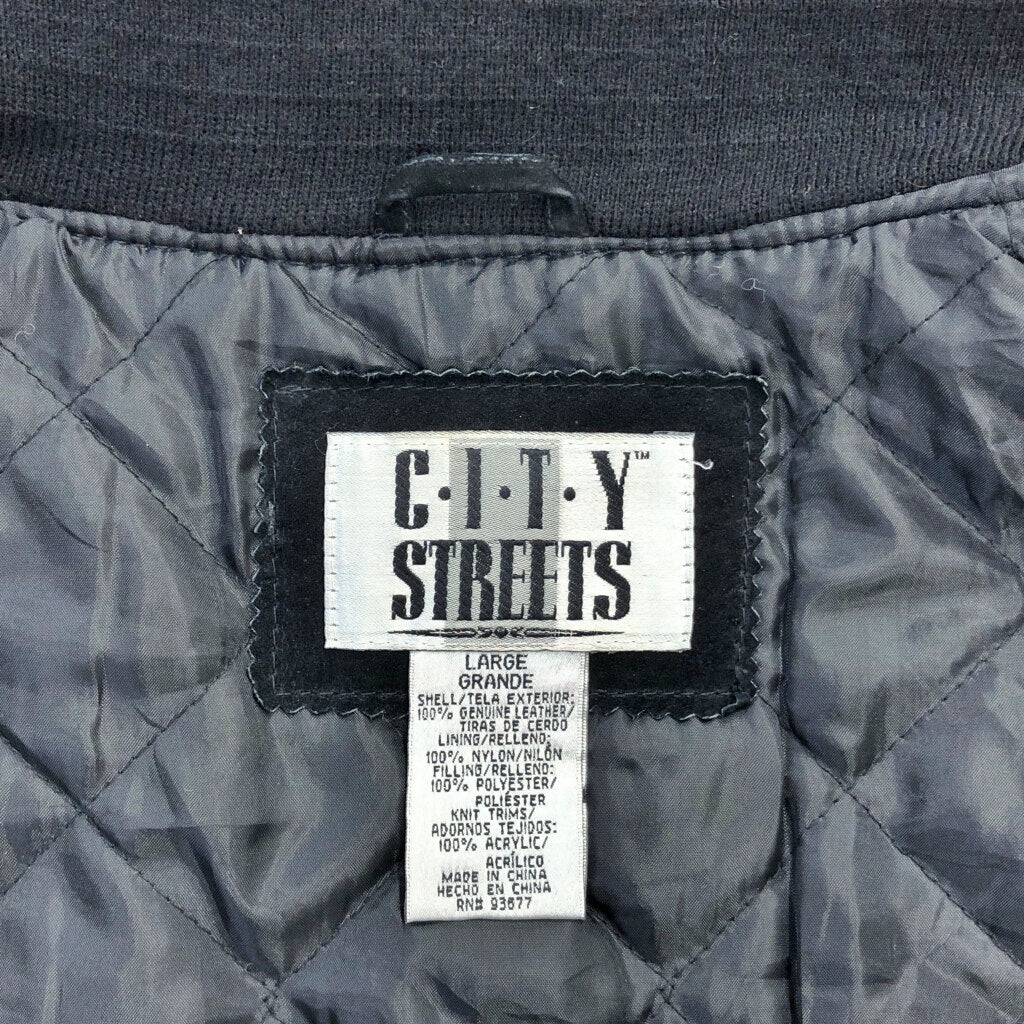 C·I·T·Y™
STREETS
LARGE
GRANDE
SHELL/TELA EXTERIOR:
100% GENUINE LEATHER/
TIRAS DE CERDO
LINING/RELLENO:
100% NYLON/NILÓN
FILLING/RELLENO:
100% POLYESTER/
POLIÉSTER
KNIT TRIMS/
ADORNOS TEJIDOS:
100% ACRYLIC/
ACRÍLICO
MADE IN CHINA
HECHO EN CHINA
RN# 93677